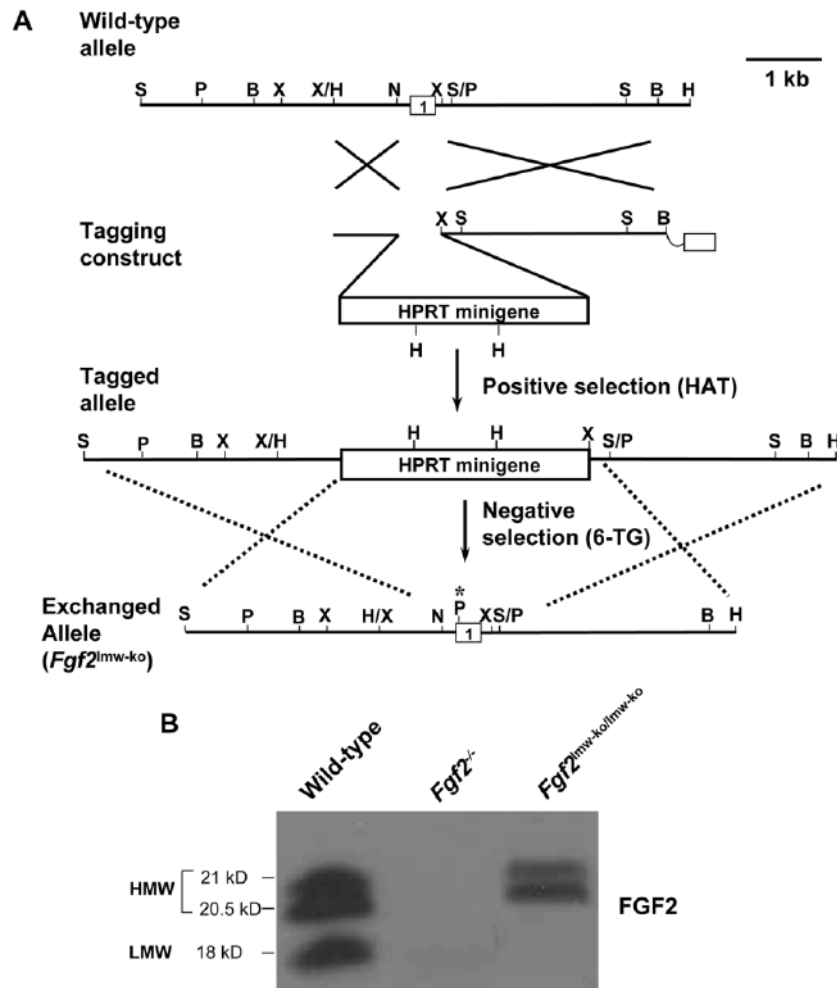 A
Wild-type
allele
1 kb
S P B X X/H N X S/P S B H
1
Tagging
construct
X S S B
HPRT minigene
H H
Positive selection (HAT)
Tagged
allele
S P B X X/H H H X S/P S B H
HPRT minigene
Negative
selection (6-TG)
*
Exchanged
Allele
(Fgf2lmw-ko)
S P B X H/X N P X S/P B H
1
B
Wild-type Fgf2-/- Fgf2lmw-ko/lmw-ko
HMW 21 kD
20.5 kD
LMW 18 kD
FGF2